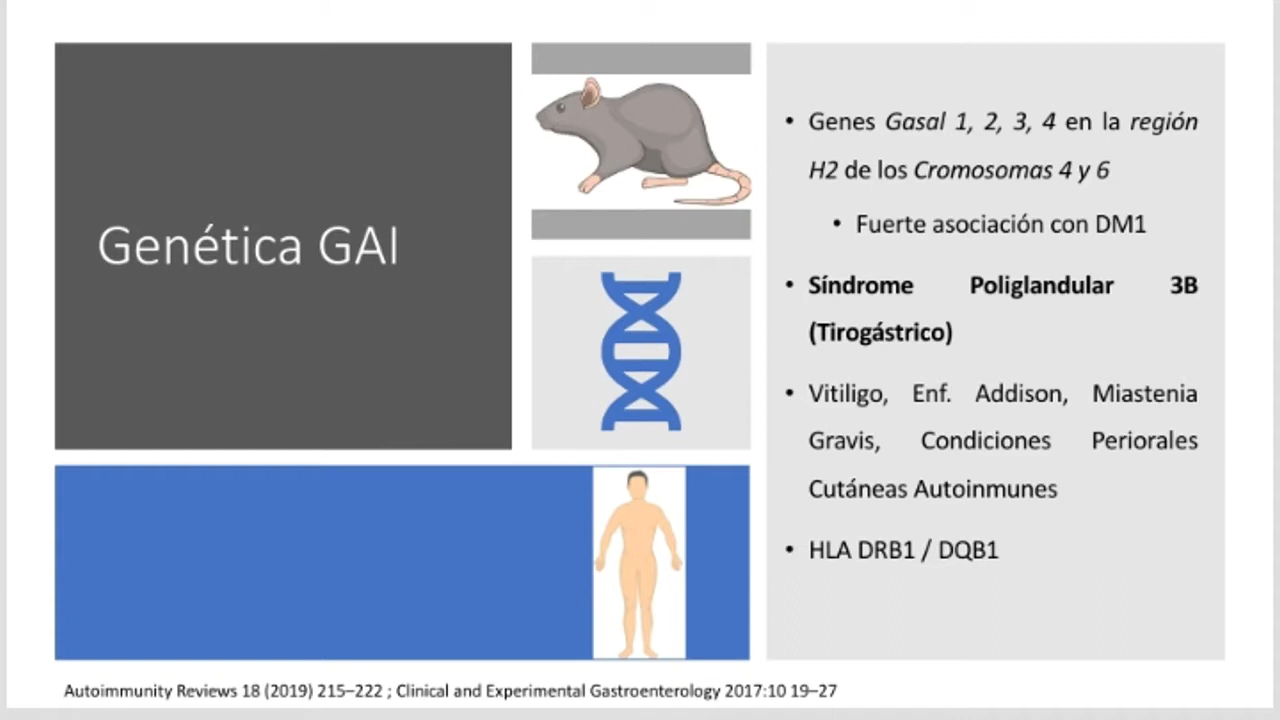 Genética GAI
• Genes Gasal 1, 2, 3, 4 en la región
H2 de los Cromosomas 4 y 6
• Fuerte asociación con DM1
• Síndrome Poliglandular 3B
(Tirogástrico)
• Vitiligo, Enf. Addison, Miastenia
Gravis, Condiciones Periorales
Cutáneas Autoinmunes
• HLA DRB1 / DQB1
Autoimmunity Reviews 18 (2019) 215–222 ; Clinical and Experimental Gastroenterology 2017:10 19–27